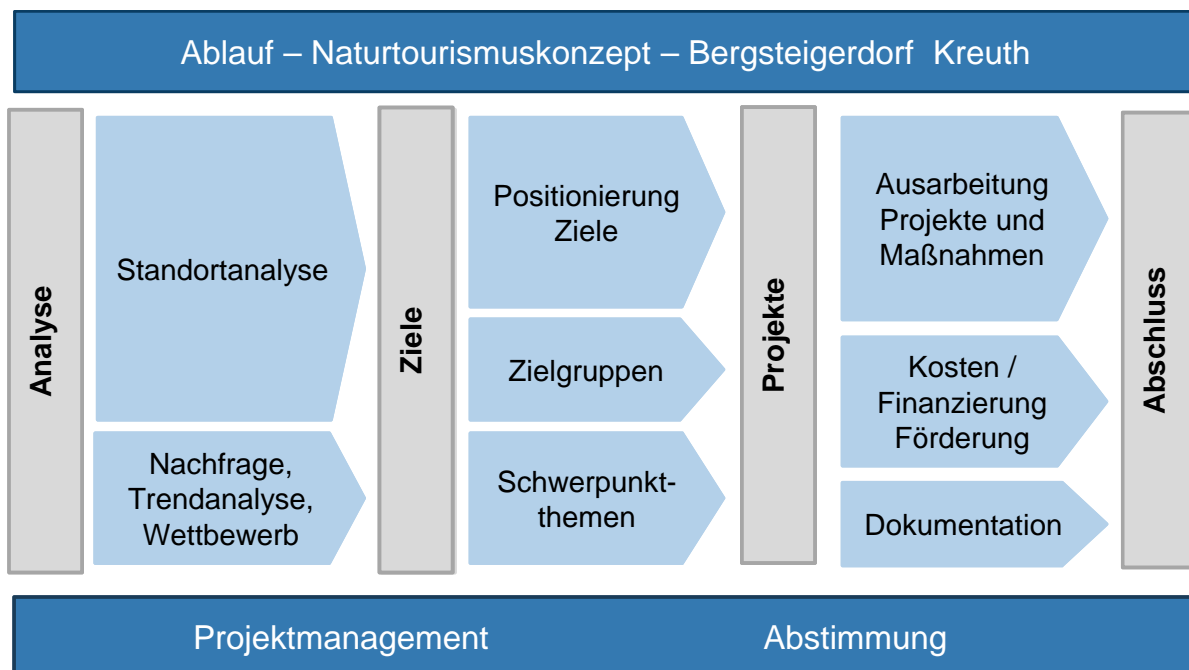 Ablauf – Naturtourismuskonzept – Bergsteigerdorf Kreuth
Analyse
Standortanalyse
Nachfrage,
Trendanalyse,
Wettbewerb
Ziele
Positionierung
Ziele
Zielgruppen
Schwerpunkt-
themen
Projekte
Ausarbeitung
Projekte und
Maßnahmen
Kosten /
Finanzierung
Förderung
Dokumentation
Abschluss
Projektmanagement Abstimmung